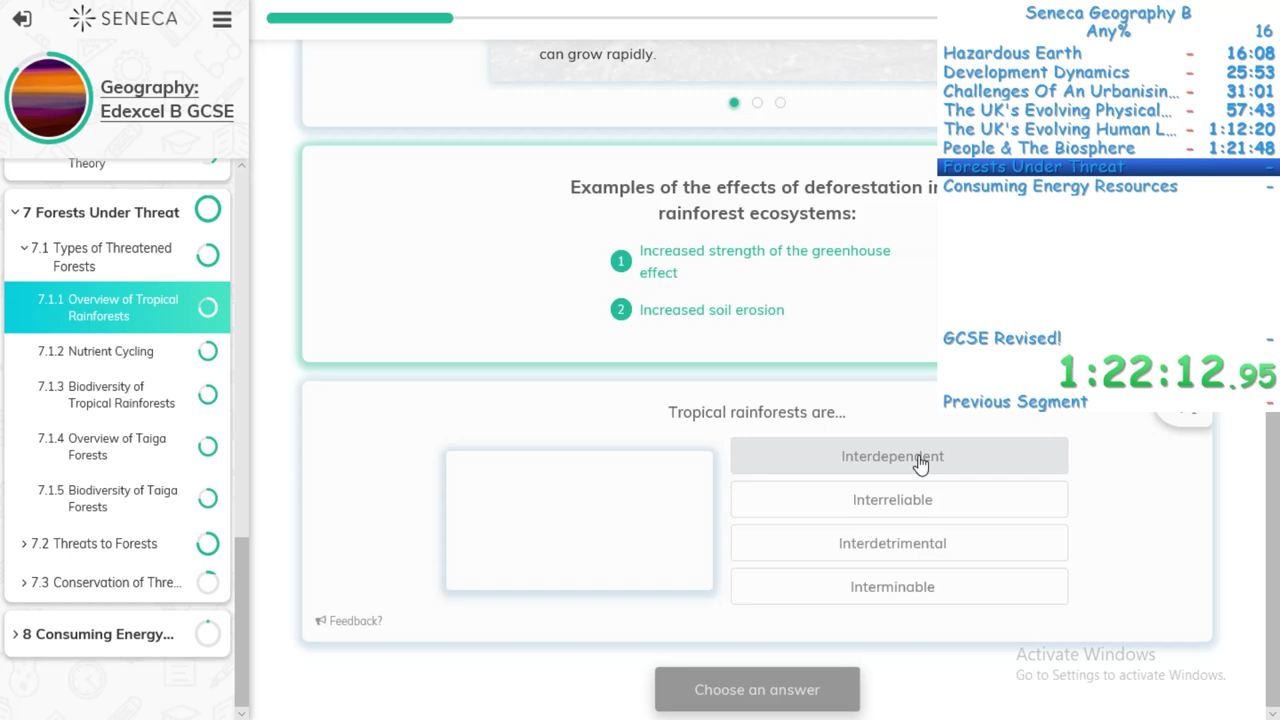 SENECA
Geography:
Edexcel B GCSE
Theory
7 Forests Under Threat
7.1 Types of Threatened
Forests
7.1.1 Overview of Tropical
Rainforests
7.1.2 Nutrient Cycling
7.1.3 Biodiversity of
Tropical Rainforests
7.1.4 Overview of Taiga
Forests
7.1.5 Biodiversity of Taiga
Forests
7.2 Threats to Forests
7.3 Conservation of Thre...
8 Consuming Energy...
can grow rapidly.
Examples of the effects of deforestation in
rainforest ecosystems:
1 Increased strength of the greenhouse
effect
2 Increased soil erosion
Tropical rainforests are...
Interdependent
Interreliable
Interdetrimental
Interminable
Feedback?
Choose an answer
Seneca Geography B
Any% 16
Hazardous Earth - 16:08
Development Dynamics - 25:53
Challenges Of An Urbanisin... - 31:01
The UK's Evolving Physical... - 57:43
The UK's Evolving Human L... - 1:12:20
People & The Biosphere - 1:21:48
Forests Under Threat -
Consuming Energy Resources -
GCSE Revised! -
1:22:12.95
Previous Segment -
Activate Windows
Go to Settings to activate Windows.